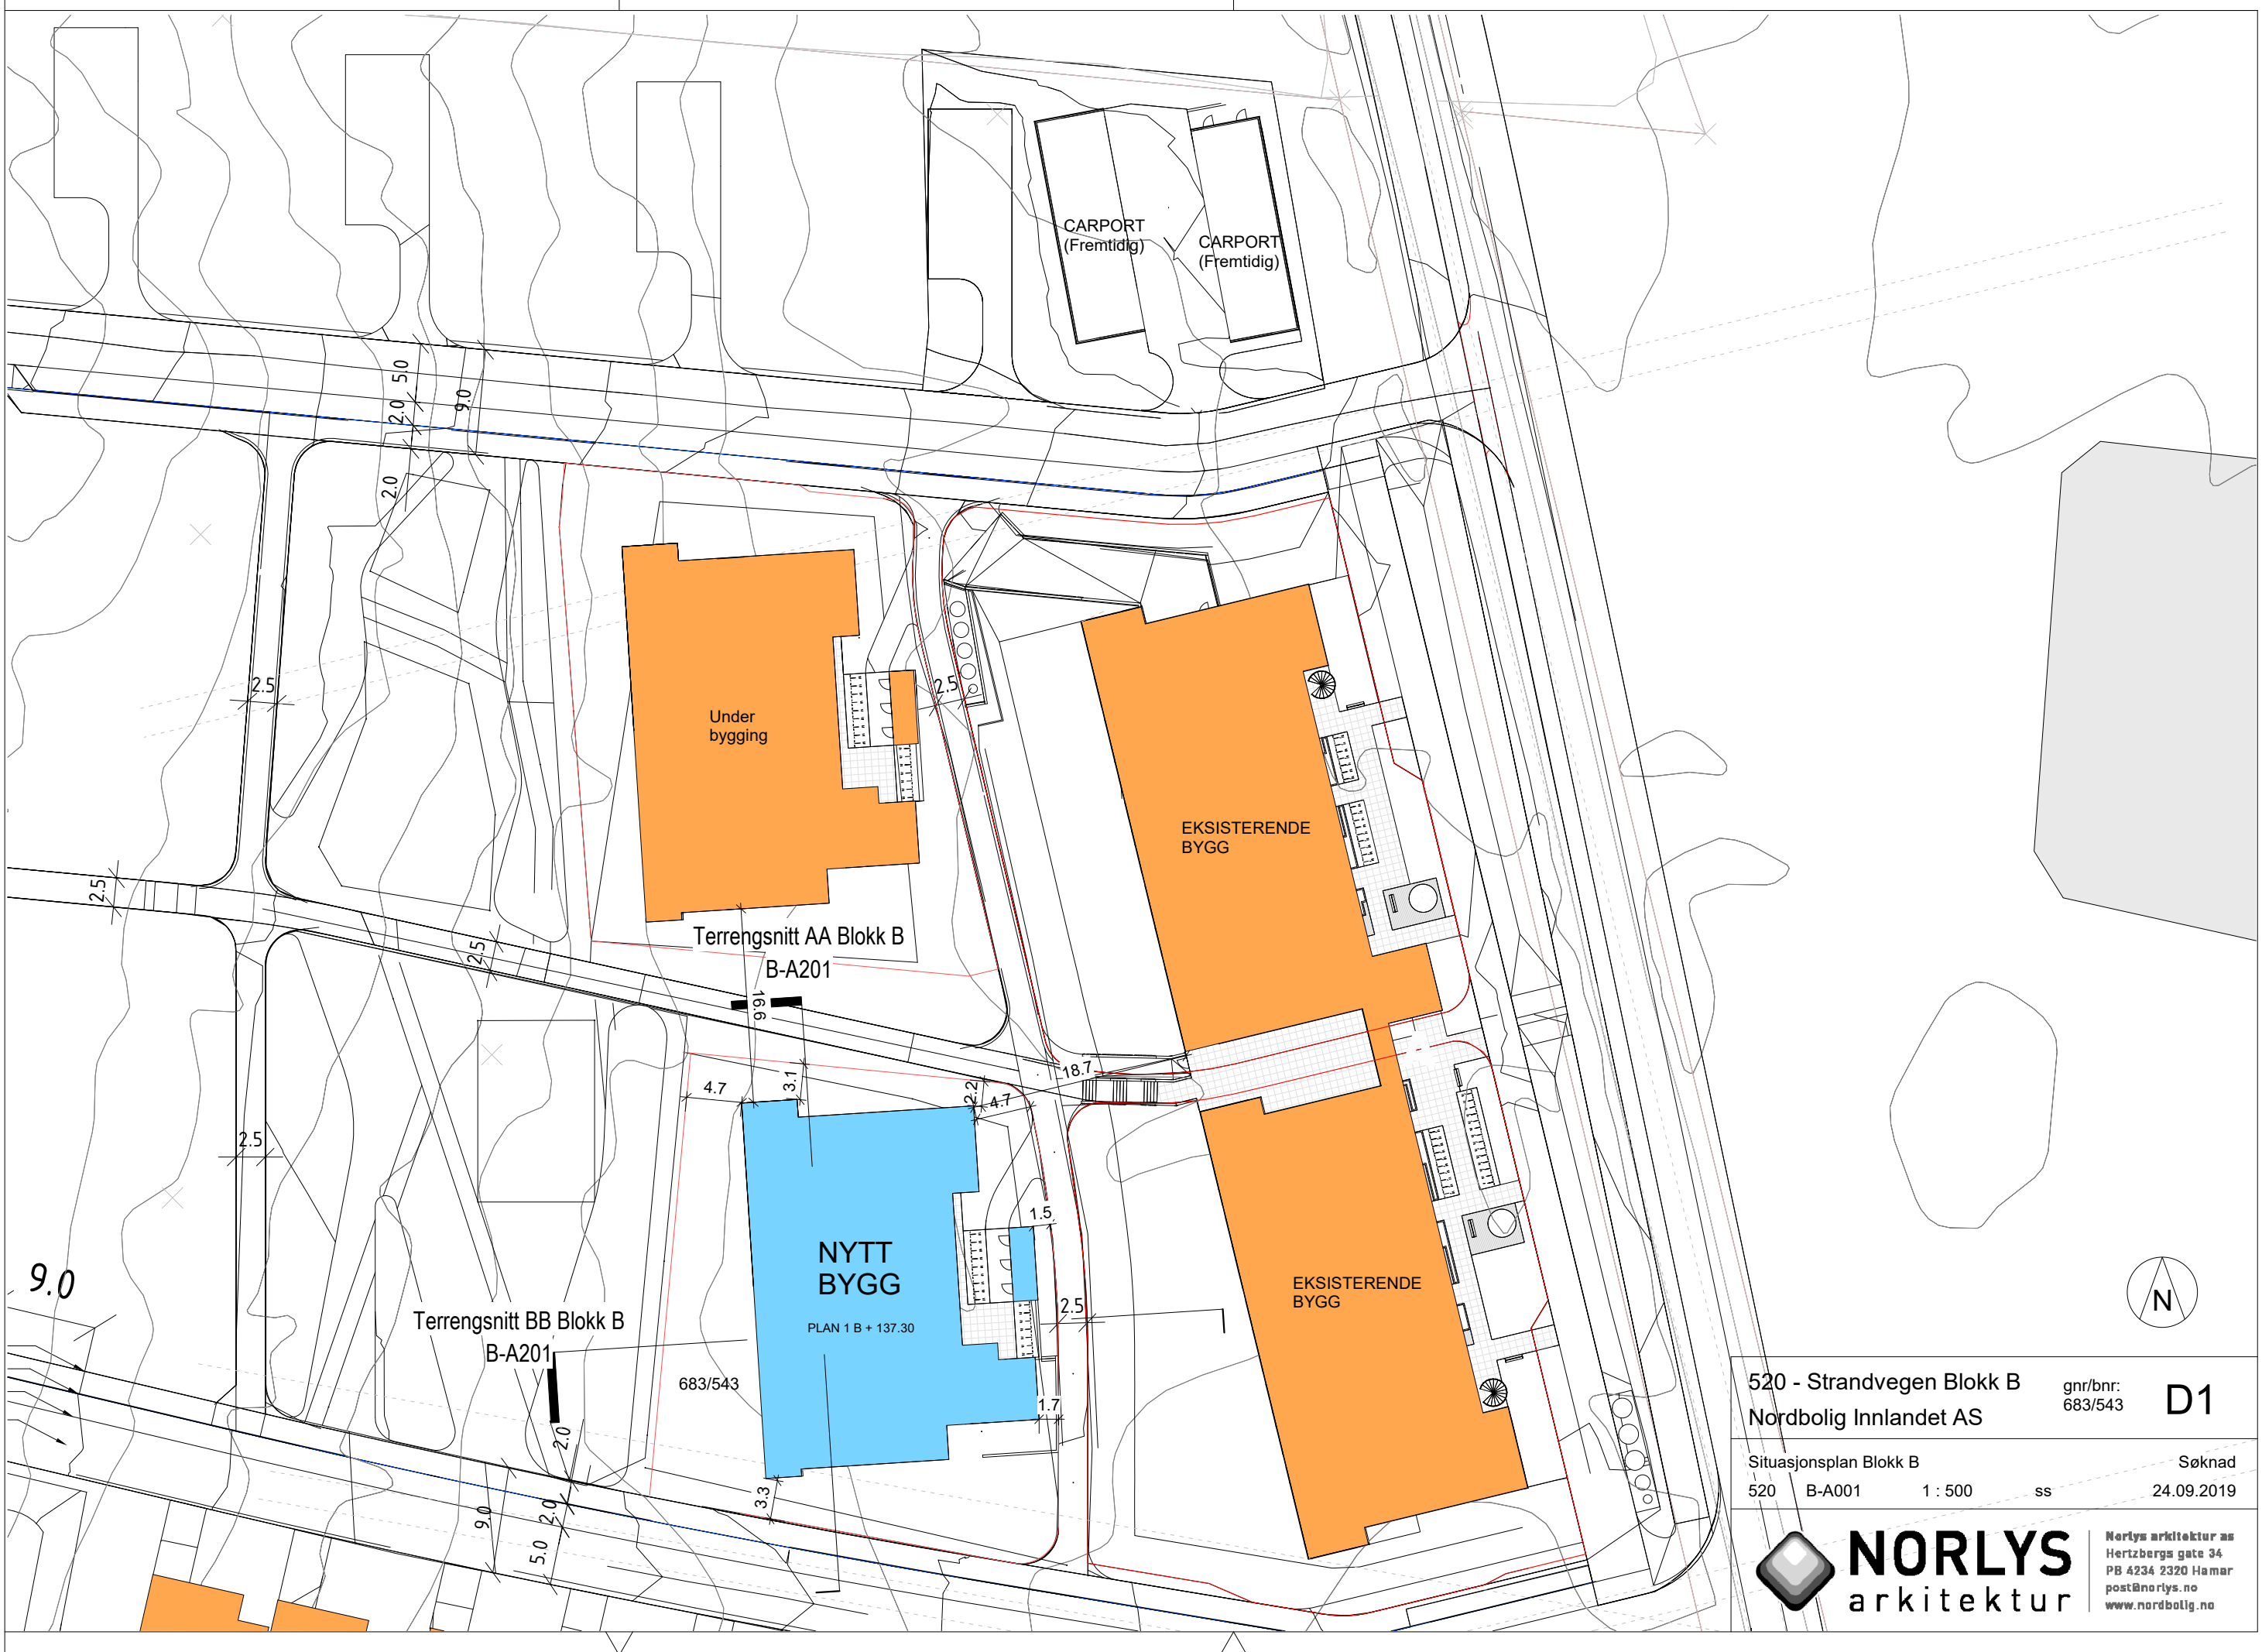 CARPORT
(Fremtidig)
CARPORT
(Fremtidig)
5.0
2.0
9.0
2.0
2.5
2.5
Under
bygging
EKSISTERENDE
BYGG
2.5
2.5
Terrengsnitt AA Blokk B
B-A201
16.6
18.7
4.7
3.1
2.2
4.7
2.5
1.5
NYTT
BYGG
PLAN 1 B + 137.30
9.0
Terrengsnitt BB Blokk B
B-A201
683/543
2.5
EKSISTERENDE
BYGG
1.7
2.0
3.3
9.0
2.0
5.0
N
520 - Strandvegen Blokk B
Nordbolig Innlandet AS
gnr/bnr:
683/543
D1
Situasjonsplan Blokk B
Søknad
520 B-A001 1 : 500 ss 24.09.2019
NORLYS
arkitektur
Norlys arkitektur as
Hertzbergs gate 34
PB 4234 2320 Hamar
post@norlys.no
www.nordbolig.no